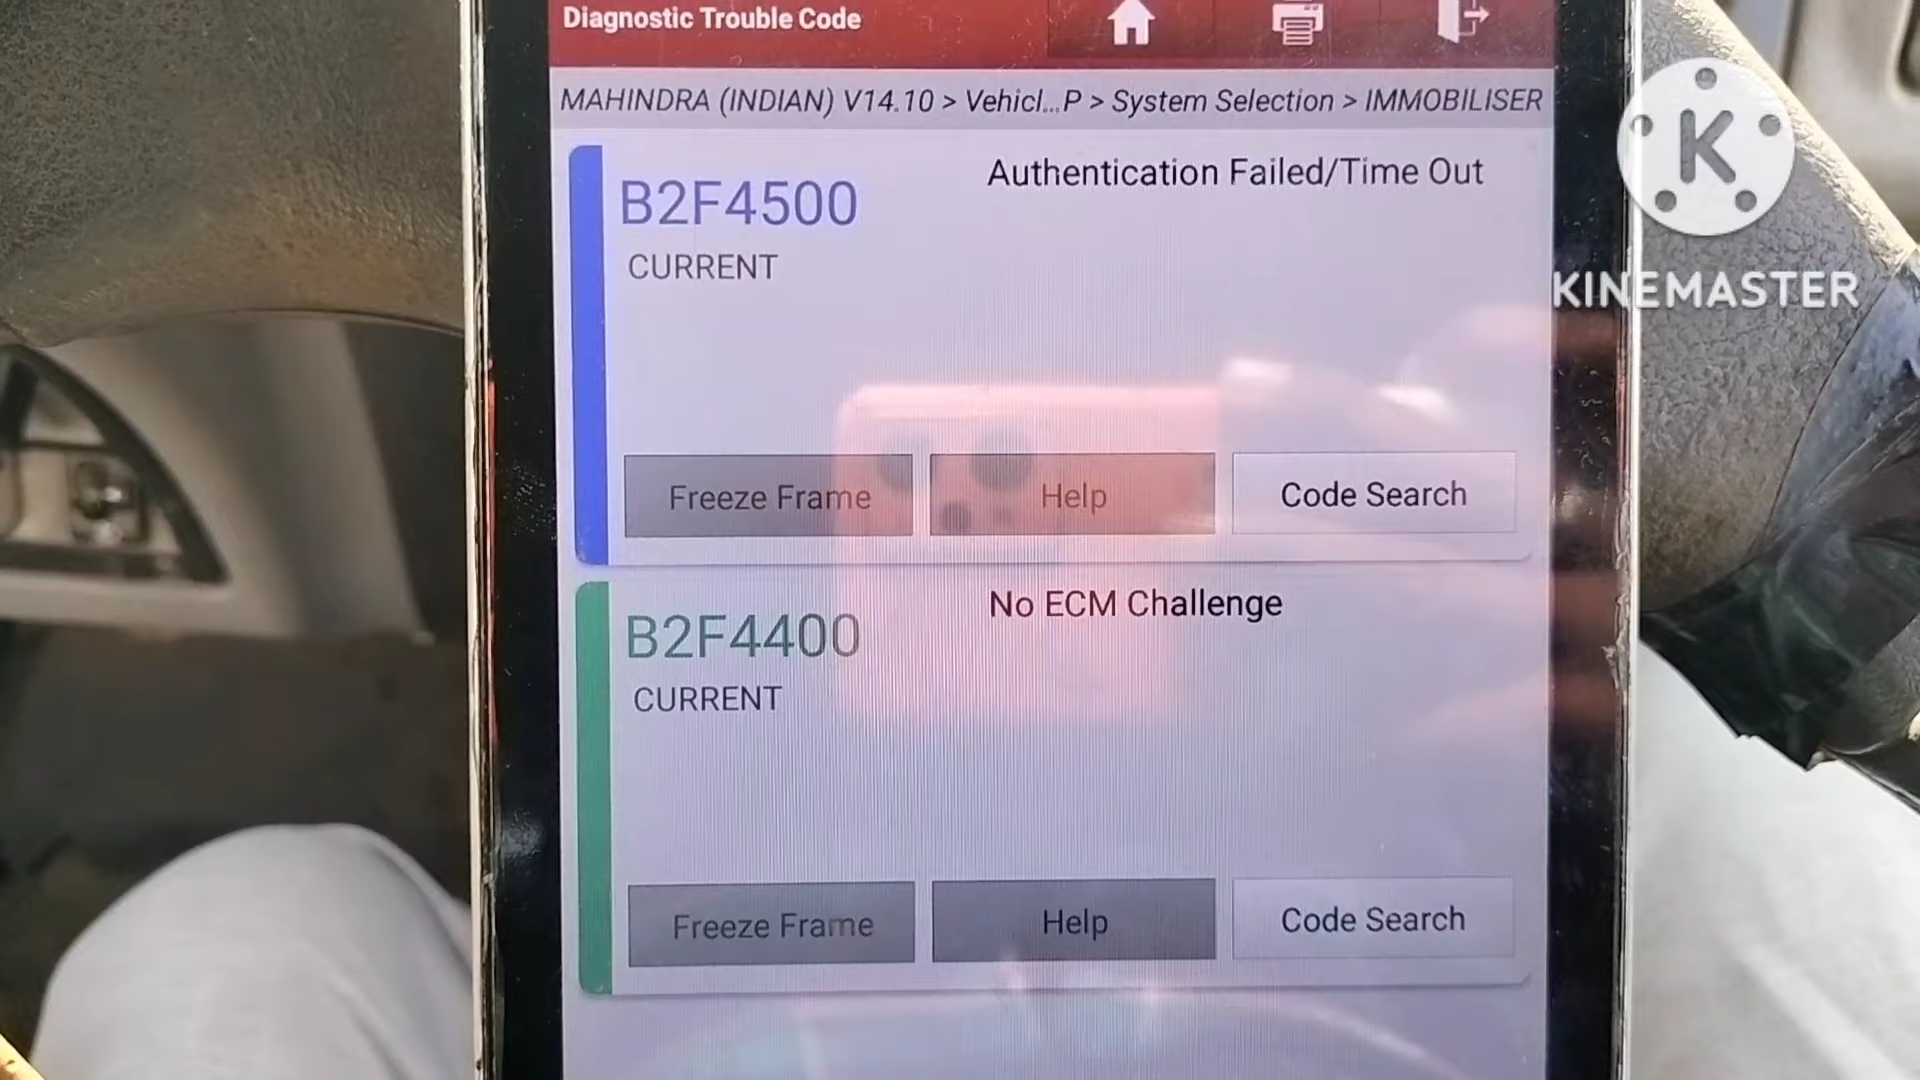 Diagnostic Trouble Code
MAHINDRA (INDIAN) V14.10 > Vehicl...P > System Selection > IMMOBILISER
B2F4500
Authentication Failed/Time Out
CURRENT
Freeze Frame
Help
Code Search
B2F4400
No ECM Challenge
CURRENT
Freeze Frame
Help
Code Search
K
KINEMASTER